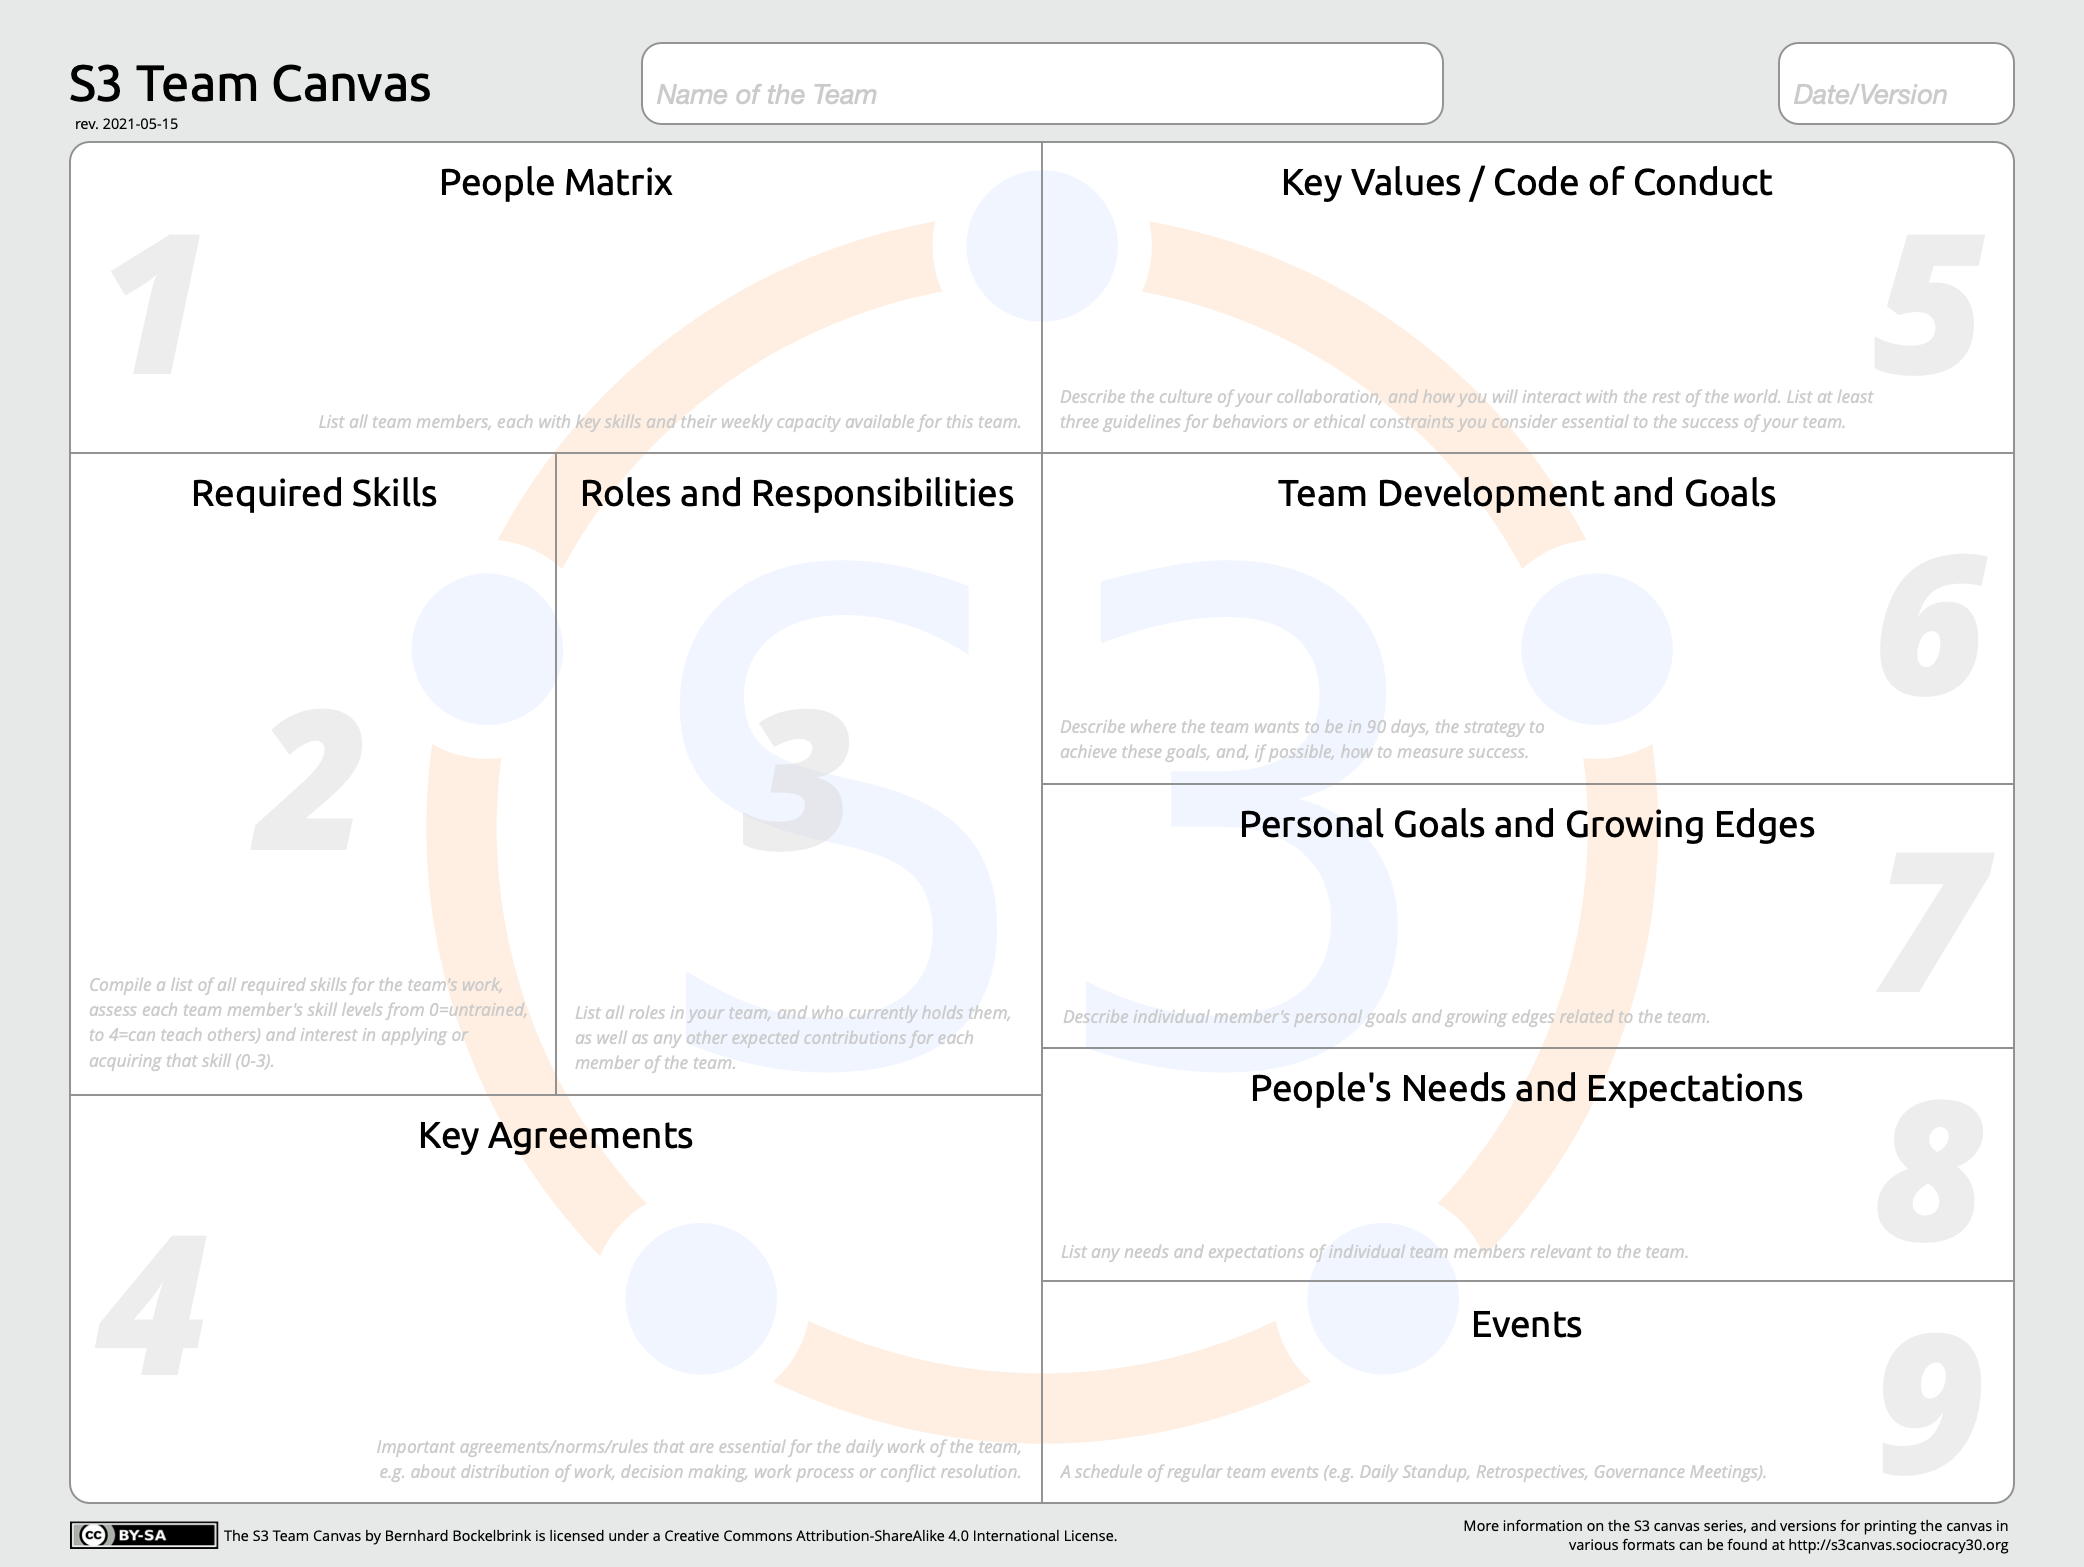 S3 Team Canvas
rev. 2021-05-15
Name of the Team
Date/Version
People Matrix
1
List all team members, each with key skills and their weekly capacity available for this team.
Required Skills
2
Compile a list of all required skills for the team's work,
assess each team member's skill levels from 0=untrained,
to 4=can teach others) and interest in applying or
acquiring that skill (0-3).
Roles and Responsibilities
3
List all roles in your team, and who currently holds them,
as well as any other expected contributions for each
member of the team.
Key Agreements
4
Important agreements/norms/rules that are essential for the daily work of the team,
e.g. about distribution of work, decision making, work process or conflict resolution.
Key Values / Code of Conduct
5
Describe the culture of your collaboration, and how you will interact with the rest of the world. List at least
three guidelines for behaviors or ethical constraints you consider essential to the success of your team.
Team Development and Goals
6
Describe where the team wants to be in 90 days, the strategy to
achieve these goals, and, if possible, how to measure success.
Personal Goals and Growing Edges
7
Describe individual member's personal goals and growing edges related to the team.
People's Needs and Expectations
8
List any needs and expectations of individual team members relevant to the team.
Events
9
A schedule of regular team events (e.g. Daily Standup, Retrospectives, Governance Meetings).
S3
cc BY-SA
The S3 Team Canvas by Bernhard Bockelbrink is licensed under a Creative Commons Attribution-ShareAlike 4.0 International License.
More information on the S3 canvas series, and versions for printing the canvas in
various formats can be found at http://s3canvas.sociocracy30.org